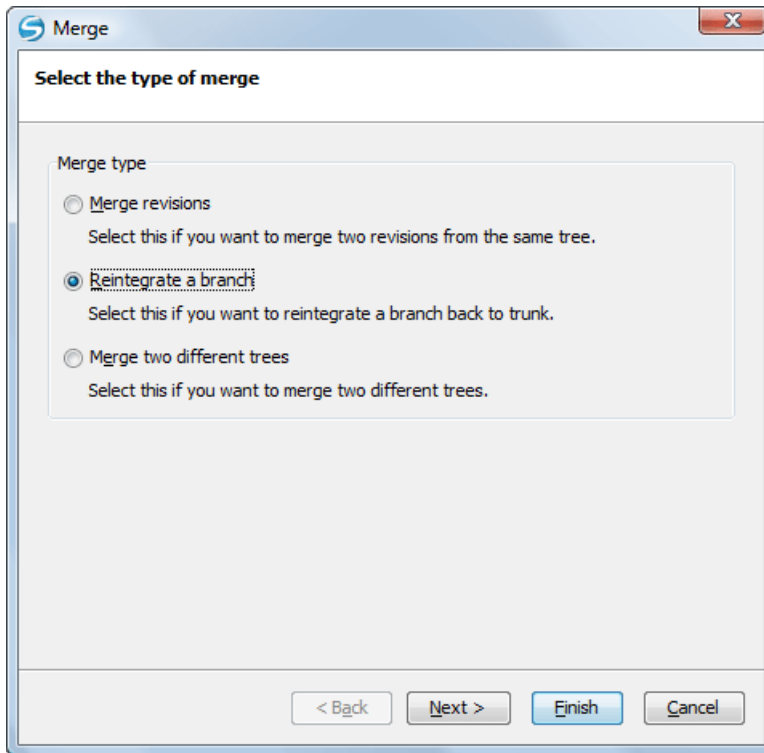 Merge
Select the type of merge
Merge type
Merge revisions
Select this if you want to merge two revisions from the same tree.
Reintegrate a branch
Select this if you want to reintegrate a branch back to trunk.
Merge two different trees
Select this if you want to merge two different trees.
< Back Next > Finish Cancel